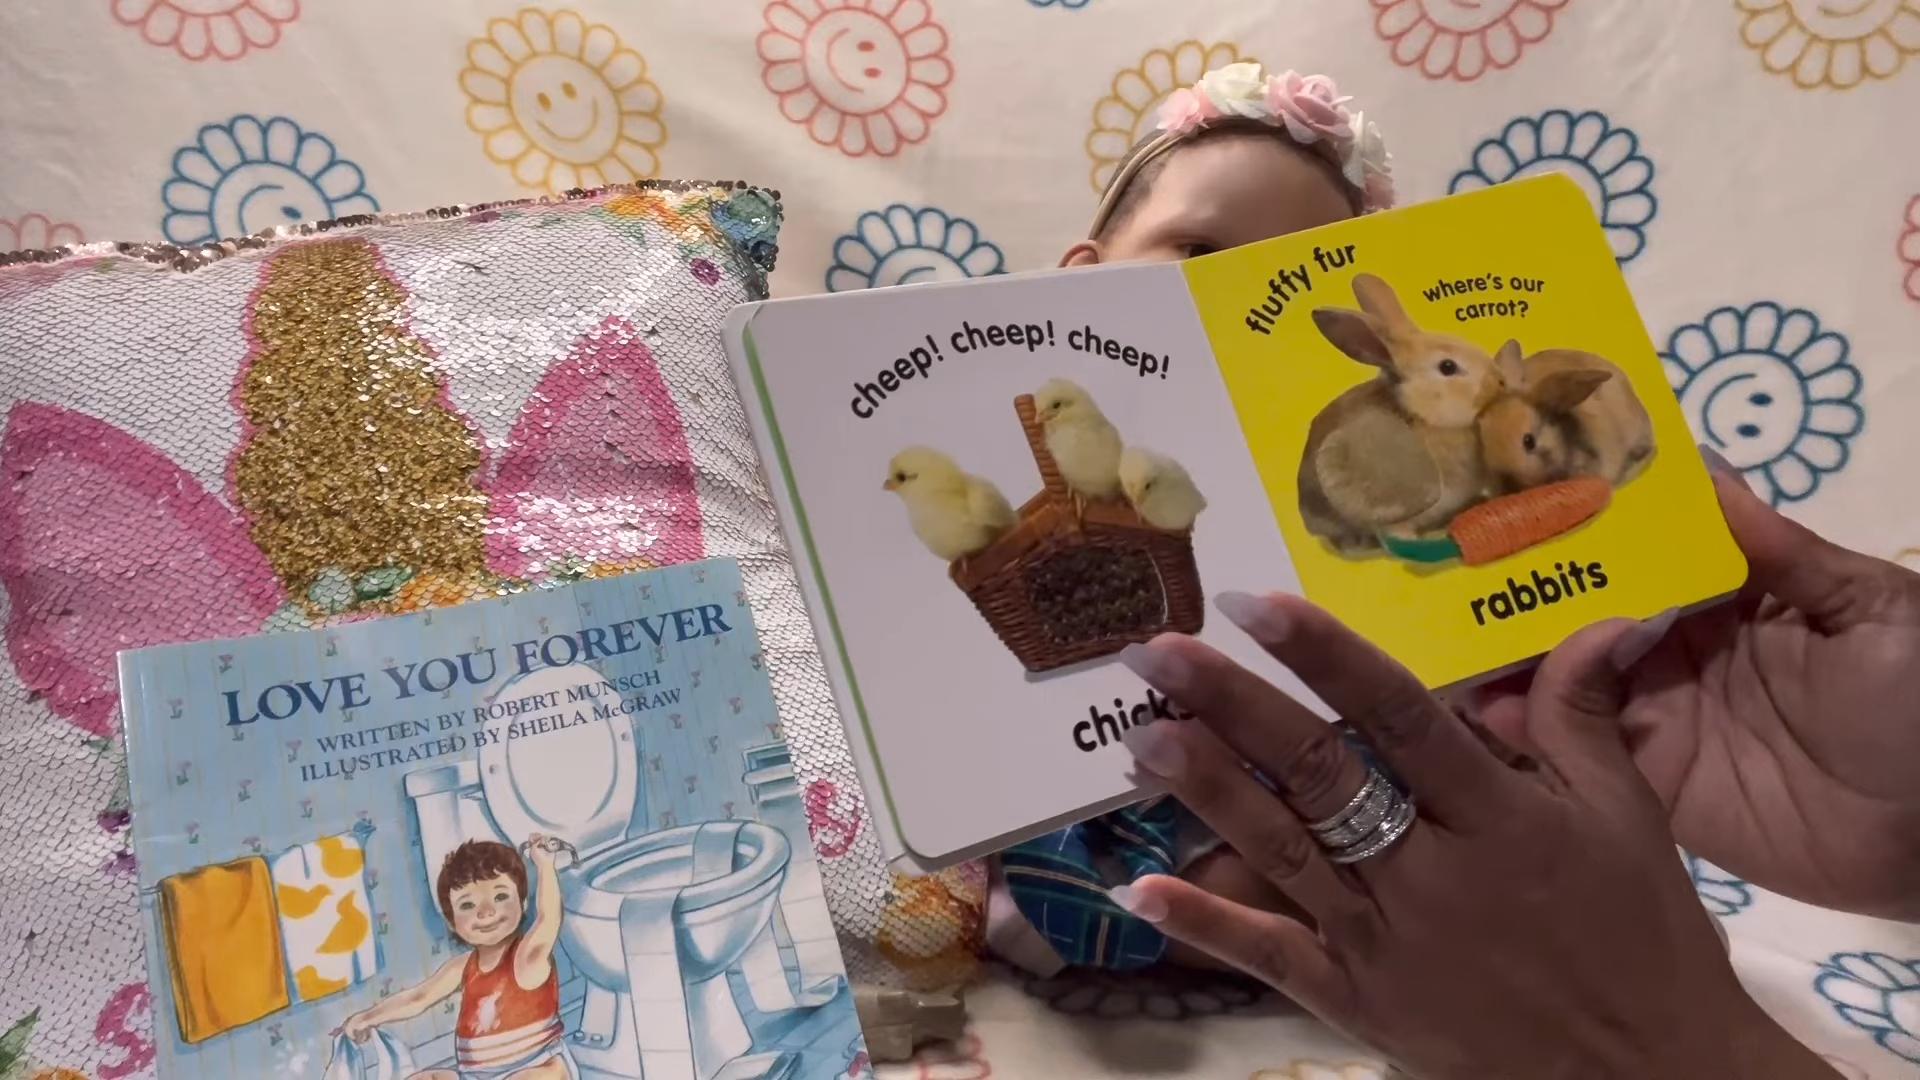 LOVE YOU FOREVER
WRITTEN BY ROBERT MUNSCH
ILLUSTRATED BY SHEILA McGRAW
cheep! cheep! cheep!
chicks
fluffy fur
where's our
carrot?
rabbits